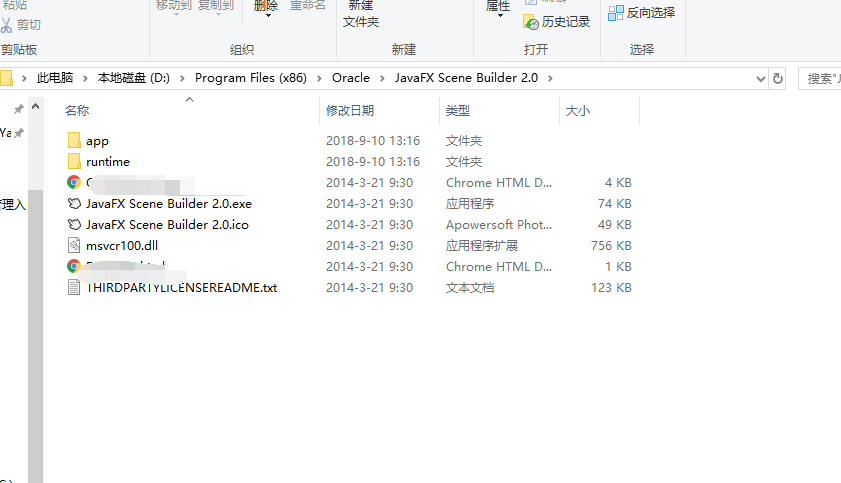 粘贴
剪切
剪贴板
移动到 复制到 删除 重命名
组织
新建
文件夹
新建
属性
历史记录
打开
反向选择
选择
此电脑 本地磁盘 (D:) Program Files (x86) Oracle JavaFX Scene Builder 2.0
搜索"J
名称 修改日期 类型 大小
app 2018-9-10 13:16 文件夹
runtime 2018-9-10 13:16 文件夹
2014-3-21 9:30 Chrome HTML D... 4 KB
JavaFX Scene Builder 2.0.exe 2014-3-21 9:30 应用程序 74 KB
JavaFX Scene Builder 2.0.ico 2014-3-21 9:30 Apowersoft Phot... 49 KB
msvcr100.dll 2014-3-21 9:30 应用程序扩展 756 KB
2014-3-21 9:30 Chrome HTML D... 1 KB
THIRDPARTYLICENSEREADME.txt 2014-3-21 9:30 文本文档 123 KB
Ya
管理入